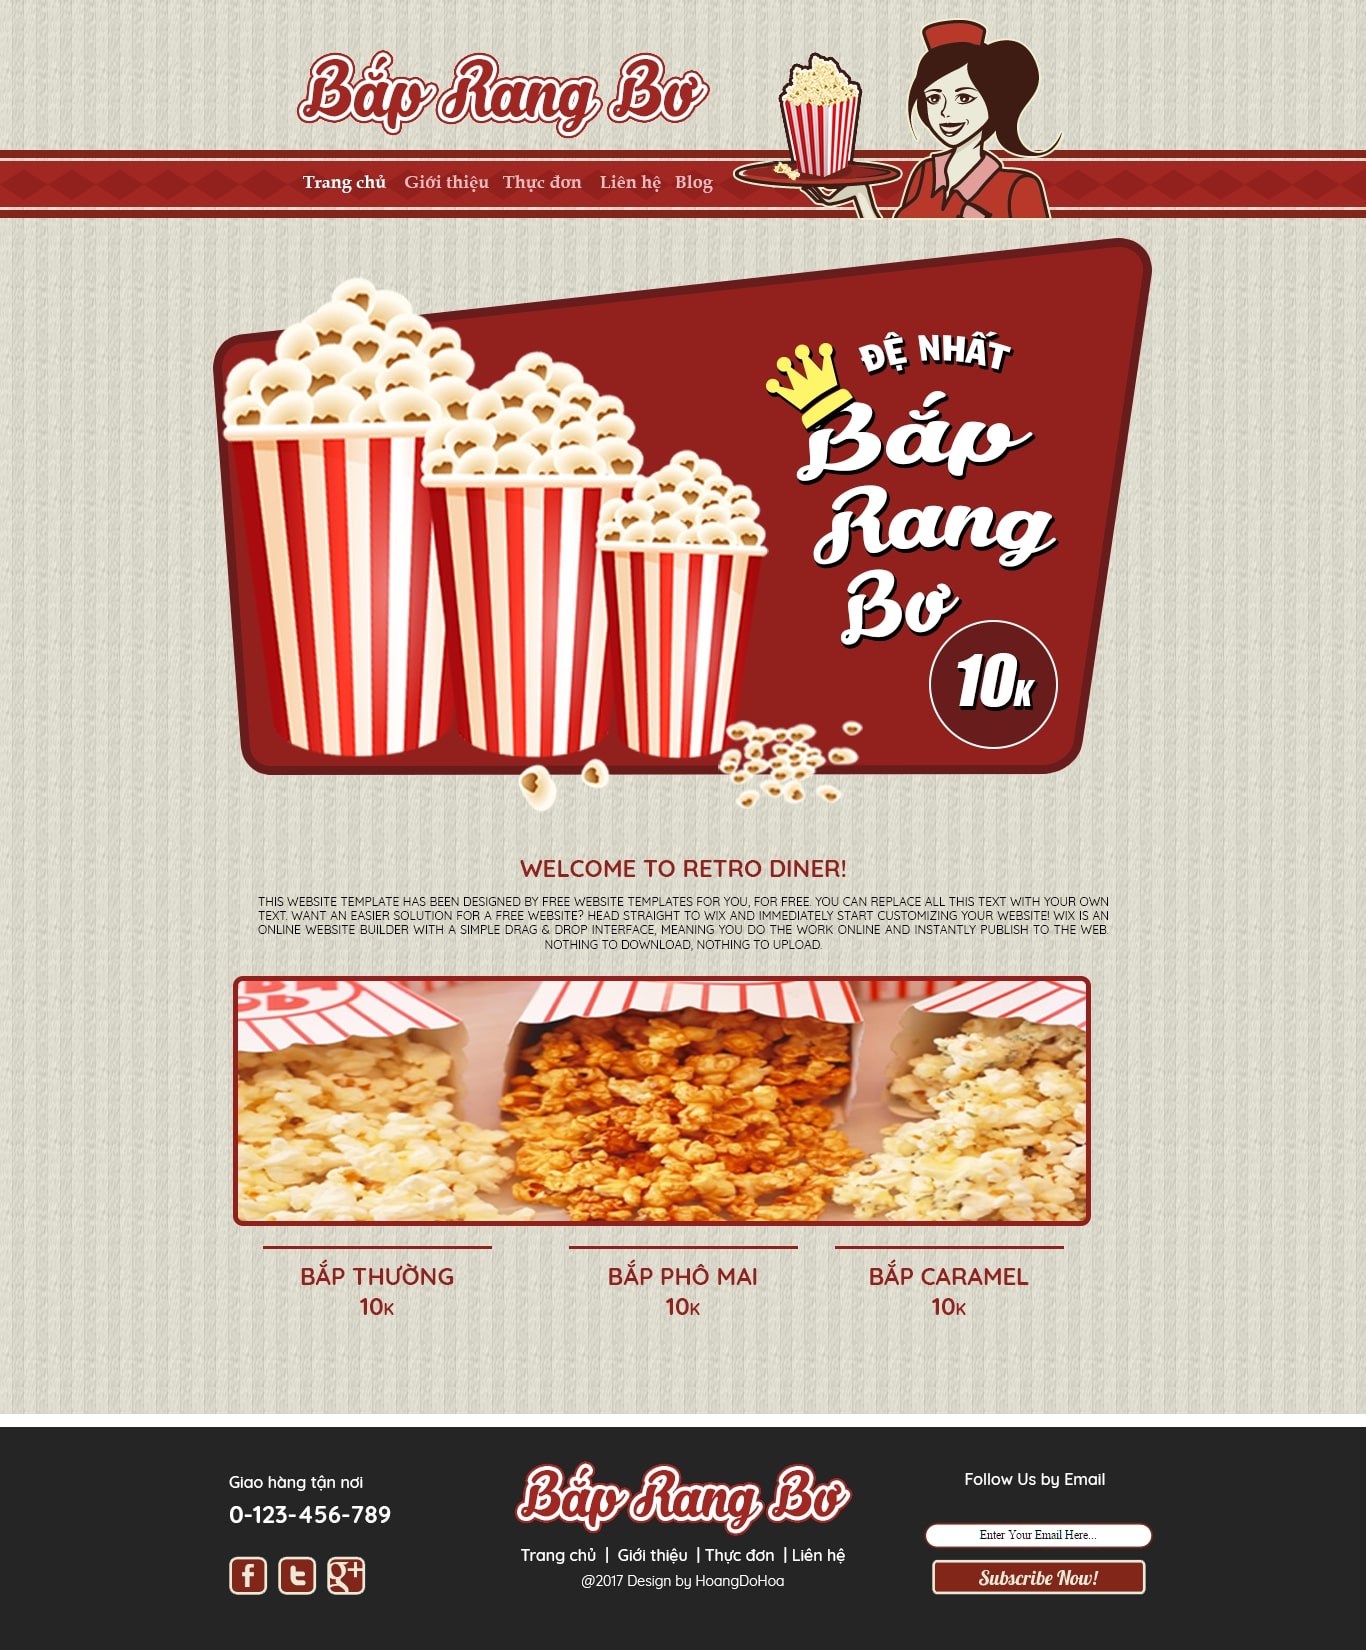 Bắp Rang Bơ
Trang chủ Giới thiệu Thực đơn Liên hệ Blog
ĐỆ NHẤT
Bắp
Rang
Bơ
10K
WELCOME TO RETRO DINER!
THIS WEBSITE TEMPLATE HAS BEEN DESIGNED BY FREE WEBSITE TEMPLATES FOR YOU, FOR FREE. YOU CAN REPLACE ALL THIS TEXT WITH YOUR OWN
TEXT. WANT AN EASIER SOLUTION FOR A FREE WEBSITE? HEAD STRAIGHT TO WIX AND IMMEDIATELY START CUSTOMIZING YOUR WEBSITE! WIX IS AN
ONLINE WEBSITE BUILDER WITH A SIMPLE DRAG & DROP INTERFACE, MEANING YOU DO THE WORK ONLINE AND INSTANTLY PUBLISH TO THE WEB.
NOTHING TO DOWNLOAD, NOTHING TO UPLOAD.
BẮP THƯỜNG
10K
BẮP PHÔ MAI
10K
BẮP CARAMEL
10K
Giao hàng tận nơi
0-123-456-789
Bắp Rang Bơ
Trang chủ | Giới thiệu | Thực đơn | Liên hệ
@2017 Design by HoangDoHoa
Follow Us by Email
Enter Your Email Here...
Subscribe Now!